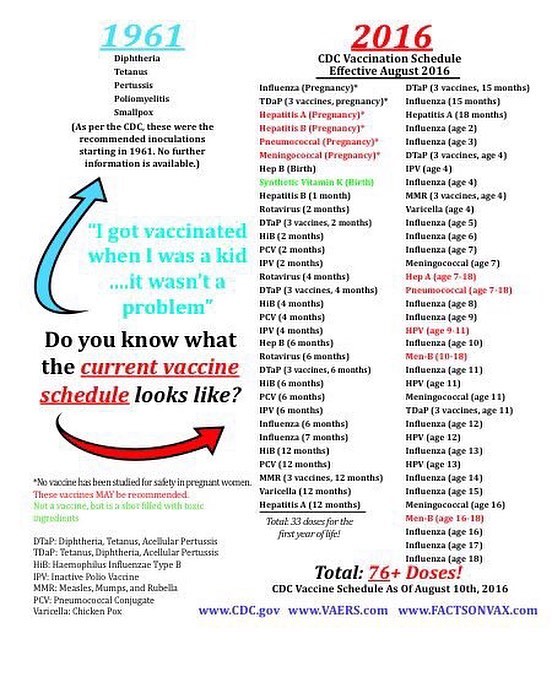 1961
Diphtheria
Tetanus
Pertussis
Poliomyelitis
Smallpox
(As per the CDC, these were the
recommended inoculations
starting in 1961. No further
information is available.)
"I got vaccinated
when I was a kid
....it wasn't a
problem"
Do you know what
the current vaccine
schedule looks like?
*No vaccine has been studied for safety in pregnant women.
These vaccines MAY be recommended.
Not a vaccine, but is a shot filled with toxic
ingredients
DTaP: Diphtheria, Tetanus, Acellular Pertussis
TDaP: Tetanus, Diphtheria, Acellular Pertussis
HiB: Haemophilus Influenzae Type B
IPV: Inactive Polio Vaccine
MMR: Measles, Mumps, and Rubella
PCV: Pneumococcal Conjugate
Varicella: Chicken Pox
2016
CDC Vaccination Schedule
Effective August 2016
Influenza (Pregnancy)*
TDaP (3 vaccines, pregnancy)*
Hepatitis A (Pregnancy)*
Hepatitis B (Pregnancy)*
Pneumococcal (Pregnancy)*
Meningococcal (Pregnancy)*
Hep B (Birth)
Synthetic Vitamin K (Birth)
Hepatitis B (1 month)
Rotavirus (2 months)
DTaP (3 vaccines, 2 months)
HiB (2 months)
PCV (2 months)
IPV (2 months)
Rotavirus (4 months)
DTaP (3 vaccines, 4 months)
HiB (4 months)
PCV (4 months)
IPV (4 months)
Hep B (6 months)
Rotavirus (6 months)
DTaP (3 vaccines, 6 months)
HiB (6 months)
PCV (6 months)
IPV (6 months)
Influenza (6 months)
Influenza (7 months)
HiB (12 months)
PCV (12 months)
MMR (3 vaccines, 12 months)
Varicella (12 months)
Hepatitis A (12 months)
Total: 33 doses for the
first year of life!
DTaP (3 vaccines, 15 months)
Influenza (15 months)
Hepatitis A (18 months)
Influenza (age 2)
Influenza (age 3)
DTaP (3 vaccines, age 4)
IPV (age 4)
Influenza (age 4)
MMR (3 vaccines, age 4)
Varicella (age 4)
Influenza (age 5)
Influenza (age 6)
Influenza (age 7)
Meningococcal (age 7)
Hep A (age 7-18)
Pneumococcal (age 7-18)
Influenza (age 8)
Influenza (age 9)
HPV (age 9-11)
Influenza (age 10)
Men-B (10-18)
Influenza (age 11)
HPV (age 11)
Meningococcal (age 11)
TDaP (3 vaccines, age 11)
Influenza (age 12)
HPV (age 12)
Influenza (age 13)
HPV (age 13)
Influenza (age 14)
Influenza (age 15)
Meningococcal (age 16)
Men-B (age 16-18)
Influenza (age 16)
Influenza (age 17)
Influenza (age 18)
Total: 76+ Doses!
CDC Vaccine Schedule As Of August 10th, 2016
www.CDC.gov www.VAERS.com www.FACTSONVAX.com